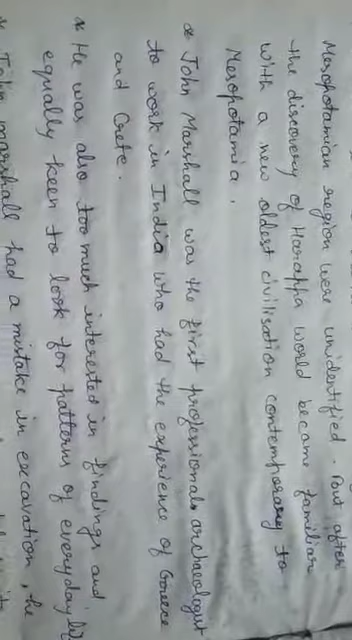 Mesopotamian region were unidentified. But after
the discovery of Harappa world became familiar
with a new oldest civilisation contemporary to
Mesopotamia.
* John Marshall was the first professional archaeologist
to work in India who had the experience of Greece
and Crete.
* He was also too much interested in findings and
equally keen to look for patterns of everyday li
* John marshall had a mistake in excavation, he